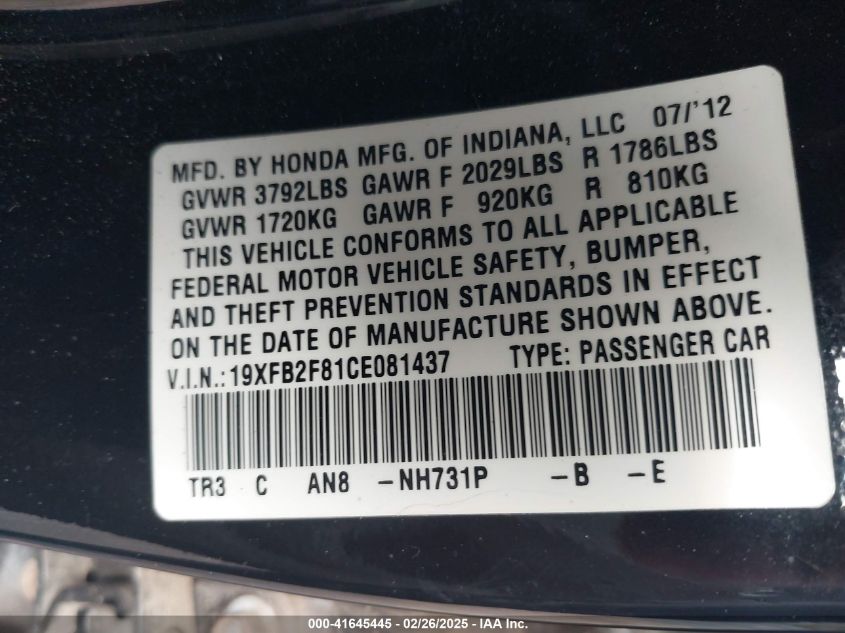 MFD. BY HONDA MFG. OF INDIANA, LLC 07/'12
GVWR 3792LBS GAWR F 2029LBS R 1786LBS
GVWR 1720KG GAWR F 920KG R 810KG
THIS VEHICLE CONFORMS TO ALL APPLICABLE
FEDERAL MOTOR VEHICLE SAFETY, BUMPER,
AND THEFT PREVENTION STANDARDS IN EFFECT
ON THE DATE OF MANUFACTURE SHOWN ABOVE.
V.I.N.: 19XFB2F81CE081437 TYPE: PASSENGER CAR
TR3 C AN8 -NH731P -B -E
000-41645445 - 02/26/2025 - IAA Inc.